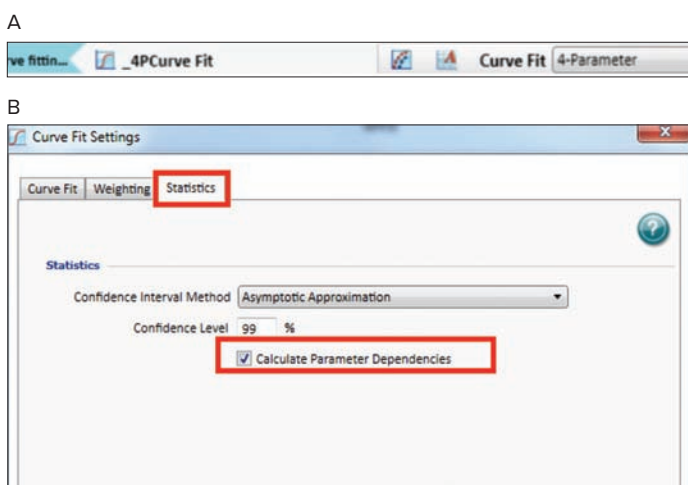 A
ve fittin... _4PCurve Fit Curve Fit 4-Parameter
B
Curve Fit Settings
Curve Fit Weighting Statistics
Statistics
Confidence Interval Method Asymptotic Approximation
Confidence Level 99 %
Calculate Parameter Dependencies